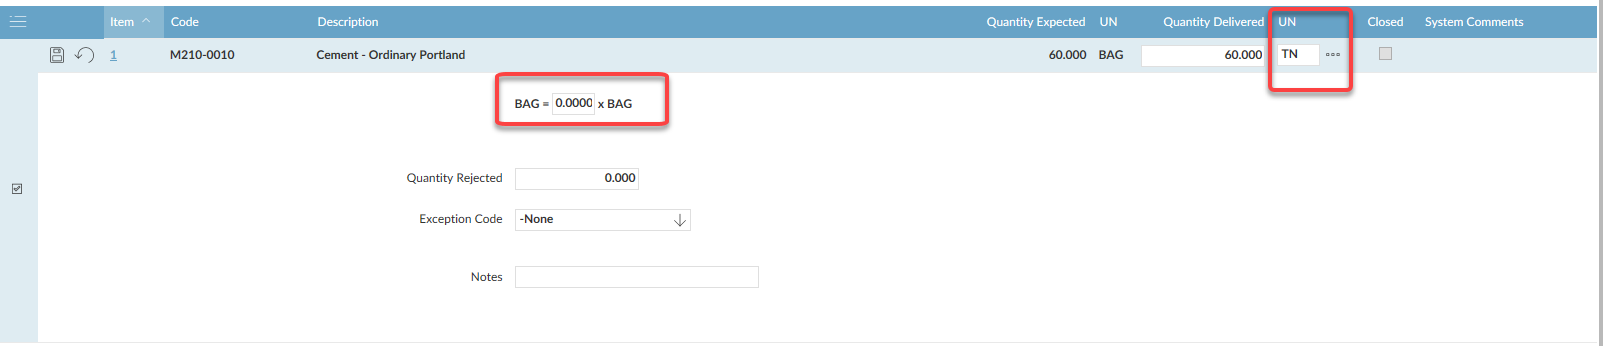 Item Code Description Quantity Expected UN Quantity Delivered UN Closed System Comments
1 M210-0010 Cement - Ordinary Portland 60.000 BAG 60.000 TN
BAG = 0.0000 x BAG
Quantity Rejected 0.000
Exception Code -None
Notes